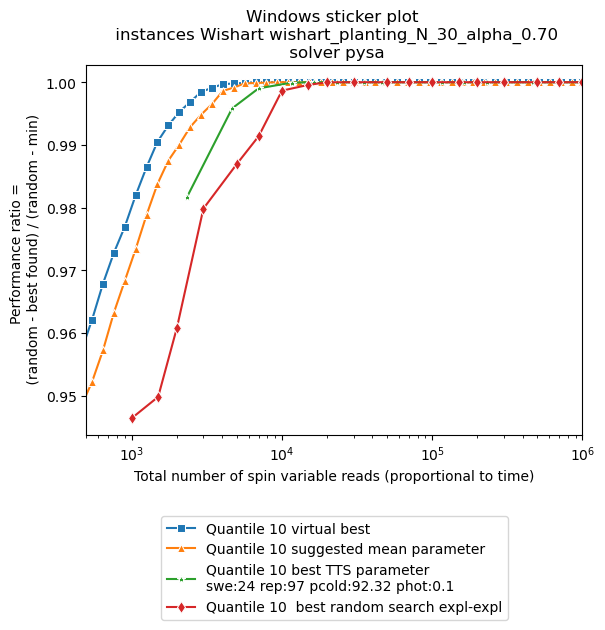 Windows sticker plot
instances Wishart wishart_planting_N_30_alpha_0.70
solver pysa
Performance ratio =
(random - best found) / (random - min)
1.00
0.99
0.98
0.97
0.96
0.95
10³
10⁴
10⁵
10⁶
Total number of spin variable reads (proportional to time)
Quantile 10 virtual best
Quantile 10 suggested mean parameter
Quantile 10 best TTS parameter
swe:24 rep:97 pcold:92.32 phot:0.1
Quantile 10  best random search expl-expl